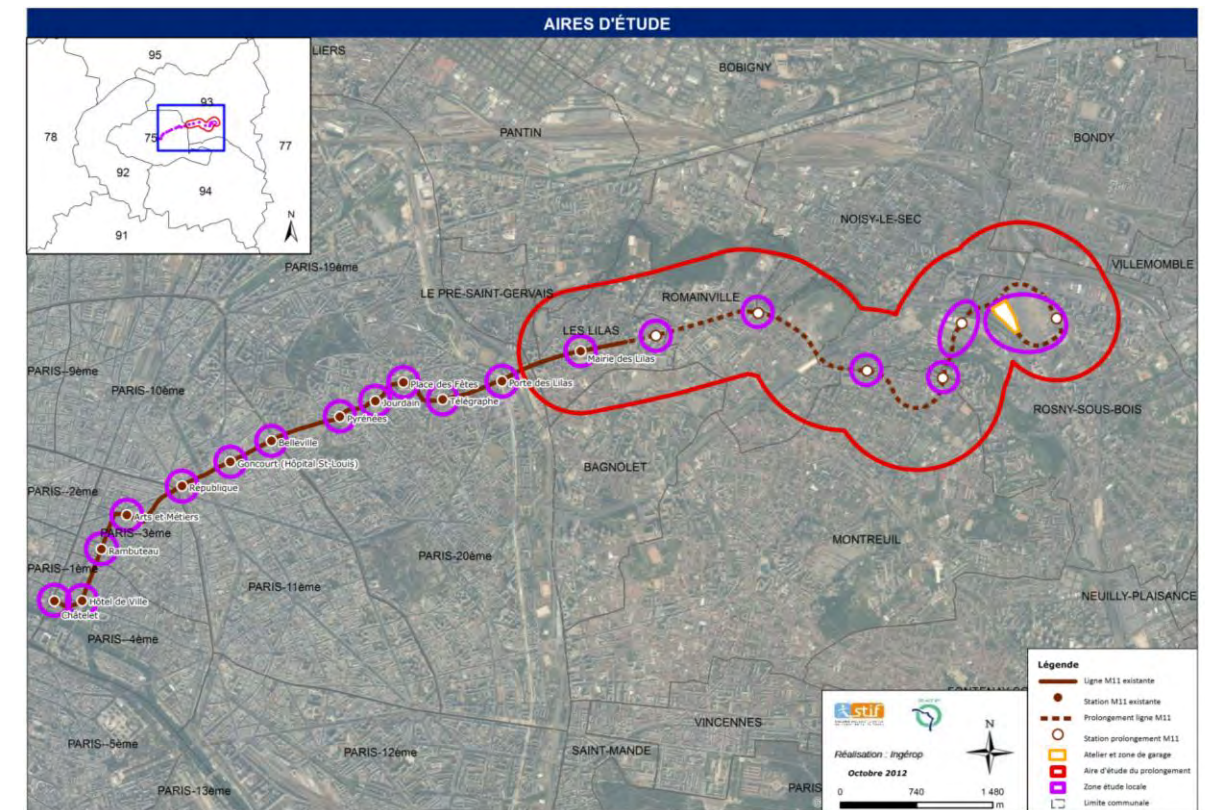 AIRES D'ÉTUDE
95
93
78
75
77
92
94
91
N
LIERS
BOBIGNY
PANTIN
BONDY
NOISY-LE-SEC
PARIS-19ème
VILLEMOMBLE
LE PRE-SAINT-GERVAIS
ROMAINVILLE
LES LILAS
Mairie des Lilas
PARIS--9ème
PARIS-10ème
Place des Fêtes
Porte des Lilas
Jourdain
Télégraphe
Pyrénées
ROSNY-SOUS-BOIS
Belleville
Goncourt (Hôpital St-Louis)
BAGNOLET
République
PARIS--2ème
Arts et Métiers
PARIS--3ème
MONTREUIL
Rambuteau
PARIS-20ème
PARIS--1ème
PARIS-11ème
Hôtel de Ville
NEUILLY-PLAISANCE
Châtelet
PARIS--4ème
VINCENNES
PARIS--5ème
PARIS-12ème
SAINT-MANDE
PARIS-13ème
PARIS
stif
Réalisation : Ingérop
Octobre 2012
N
0 740 1 480
m
Légende
Ligne M11 existante
Station M11 existante
Prolongement ligne M11
Station prolongement M11
Atelier et zone de garage
Aire d'étude du prolongement
Zone étude locale
Limite communale